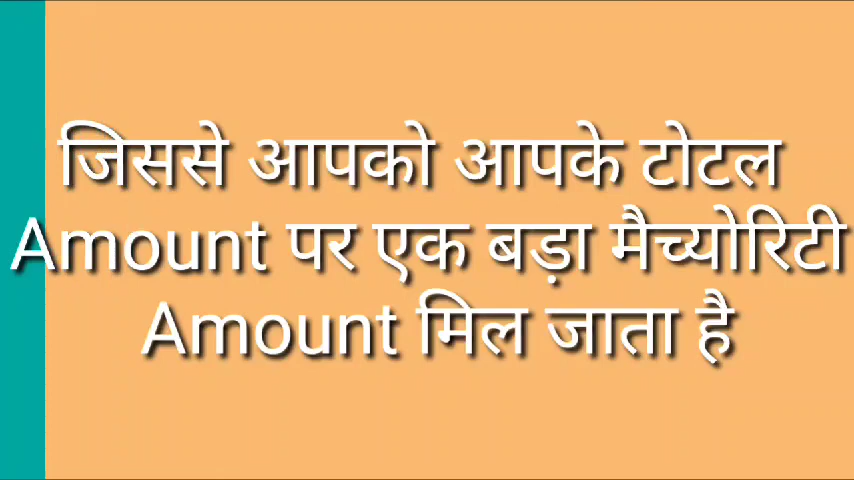 जिससे आपको आपके टोटल
Amount पर एक बड़ा मैच्योरिटी
Amount मिल जाता है